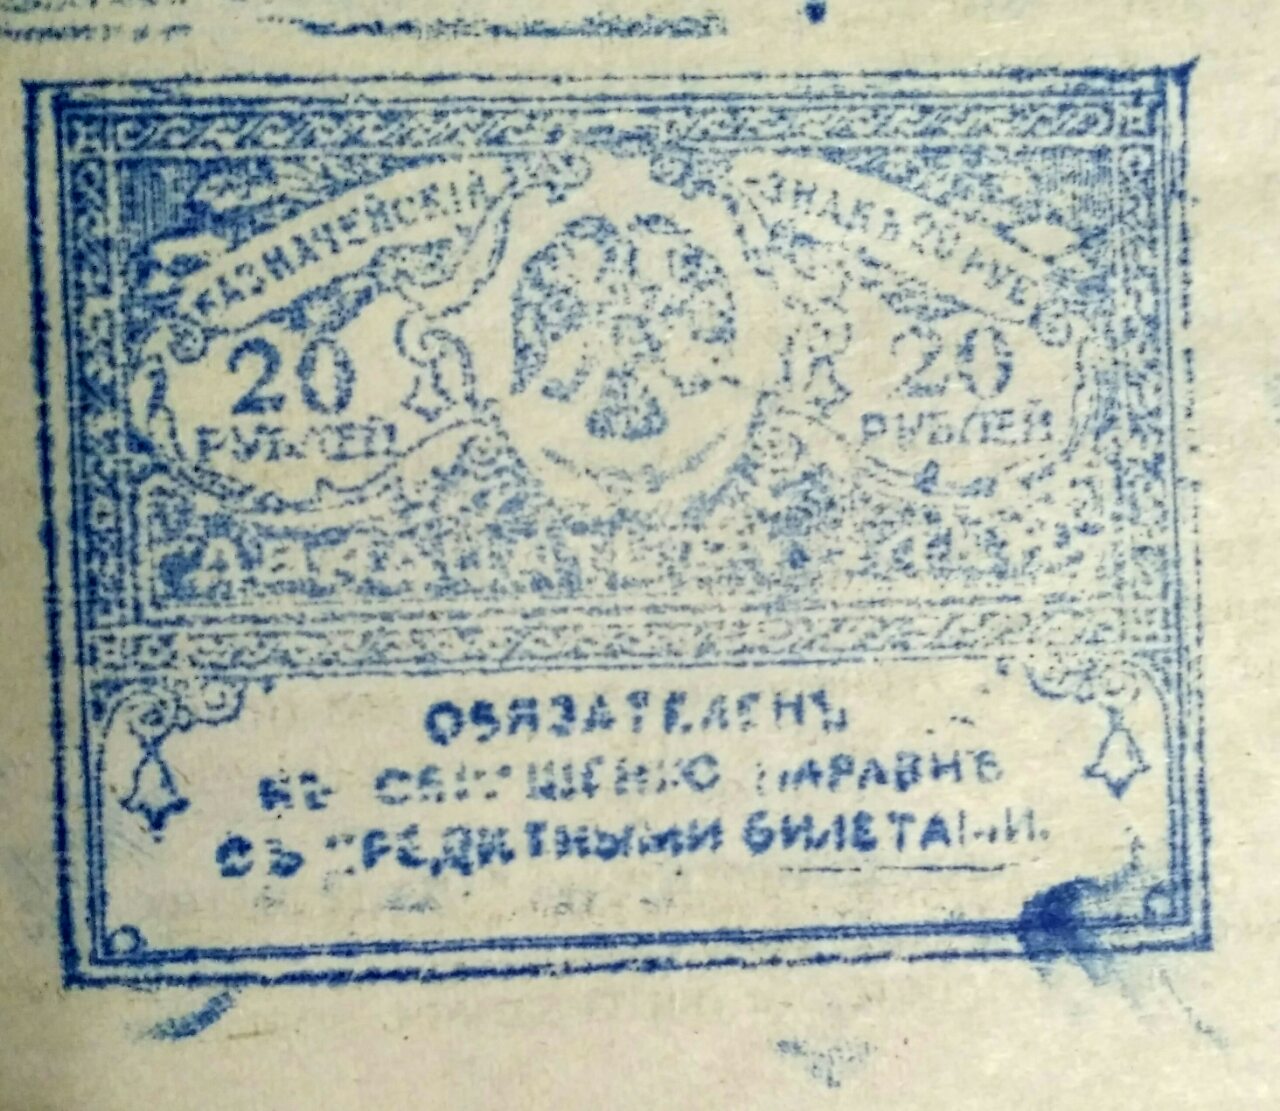 КАЗНАЧЕЙСКІЙ
ЗНАКЪ 20 РУБ
20
РУБЛЕЙ
20
РУБЛЕЙ
ОБЯЗАТЕЛЕНЪ
КЪ ОБРАЩЕНІЮ НАРАВНѢ
СЪ КРЕДИТНЫМИ БИЛЕТАМИ.